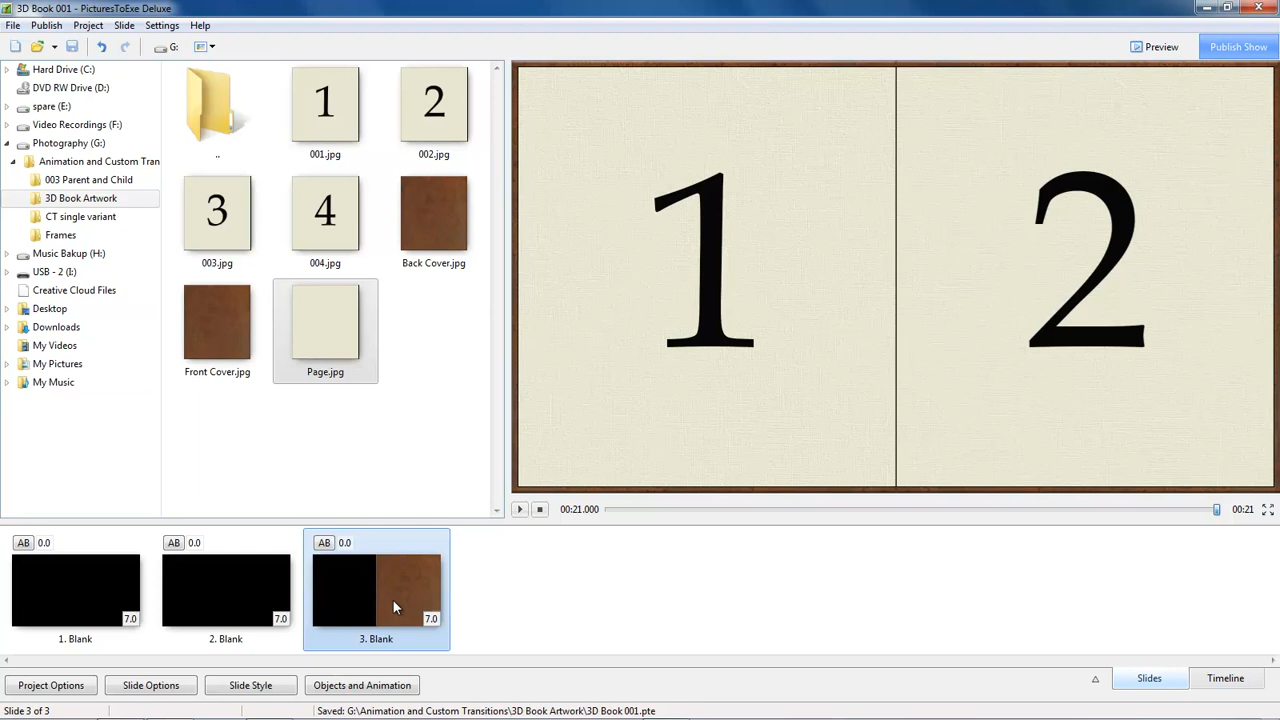 3D Book 001 - PicturesToExe Deluxe
File Publish Project Slide Settings Help
G:
Preview
Publish Show
Hard Drive (C:)
DVD RW Drive (D:)
spare (E:)
Video Recordings (F:)
Photography (G:)
Animation and Custom Tran
003 Parent and Child
3D Book Artwork
CT single variant
Frames
Music Bakup (H:)
USB - 2 (I:)
Creative Cloud Files
Desktop
Downloads
My Videos
My Pictures
My Music
1
2
..
001.jpg
002.jpg
3
4
003.jpg
004.jpg
Back Cover.jpg
Front Cover.jpg
Page.jpg
1
2
00:21.000
00:21
AB 0.0
7.0
1. Blank
AB 0.0
7.0
2. Blank
AB 0.0
7.0
3. Blank
Project Options
Slide Options
Slide Style
Objects and Animation
Slides
Timeline
Slide 3 of 3
Saved: G:\Animation and Custom Transitions\3D Book Artwork\3D Book 001.pte